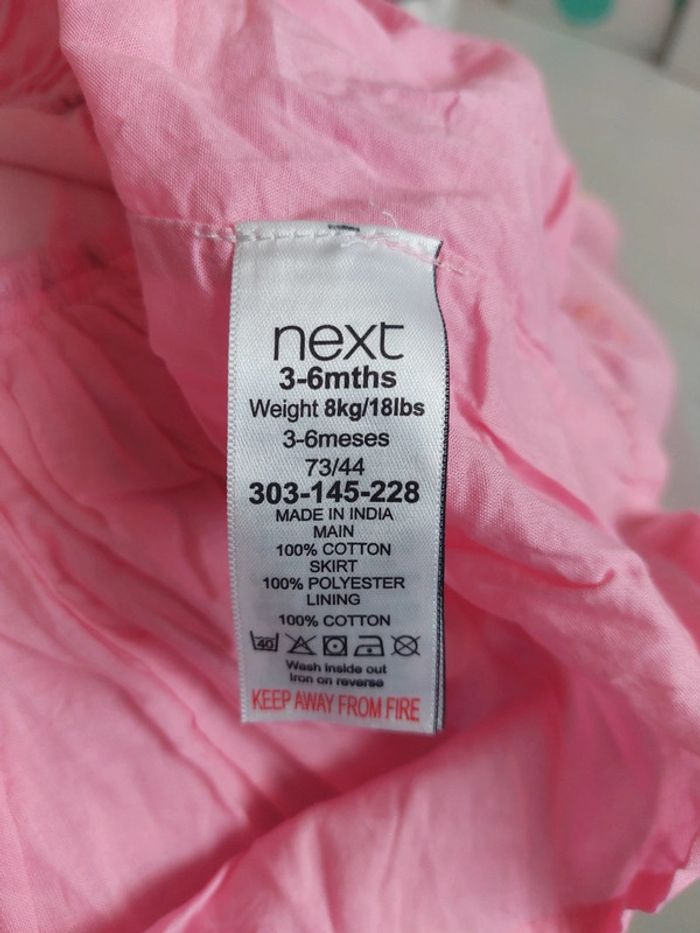 next
3-6mths
Weight 8kg/18lbs
3-6meses
73/44
303-145-228
MADE IN INDIA
MAIN
100% COTTON
SKIRT
100% POLYESTER
LINING
100% COTTON
40
Wash inside out
Iron on reverse
KEEP AWAY FROM FIRE